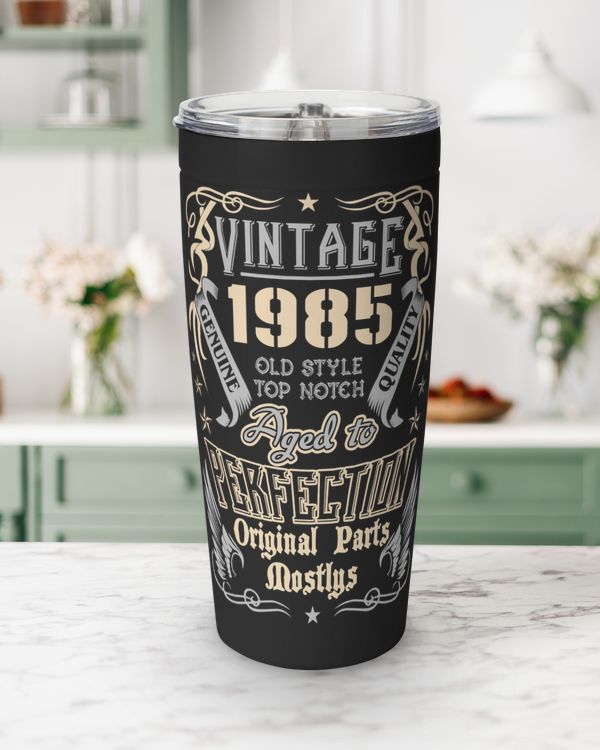 VINTAGE
1985
GENUINE
QUALITY
OLD STYLE
TOP NOTCH
Aged to
PERFECTION
Original Parts
Mostlys